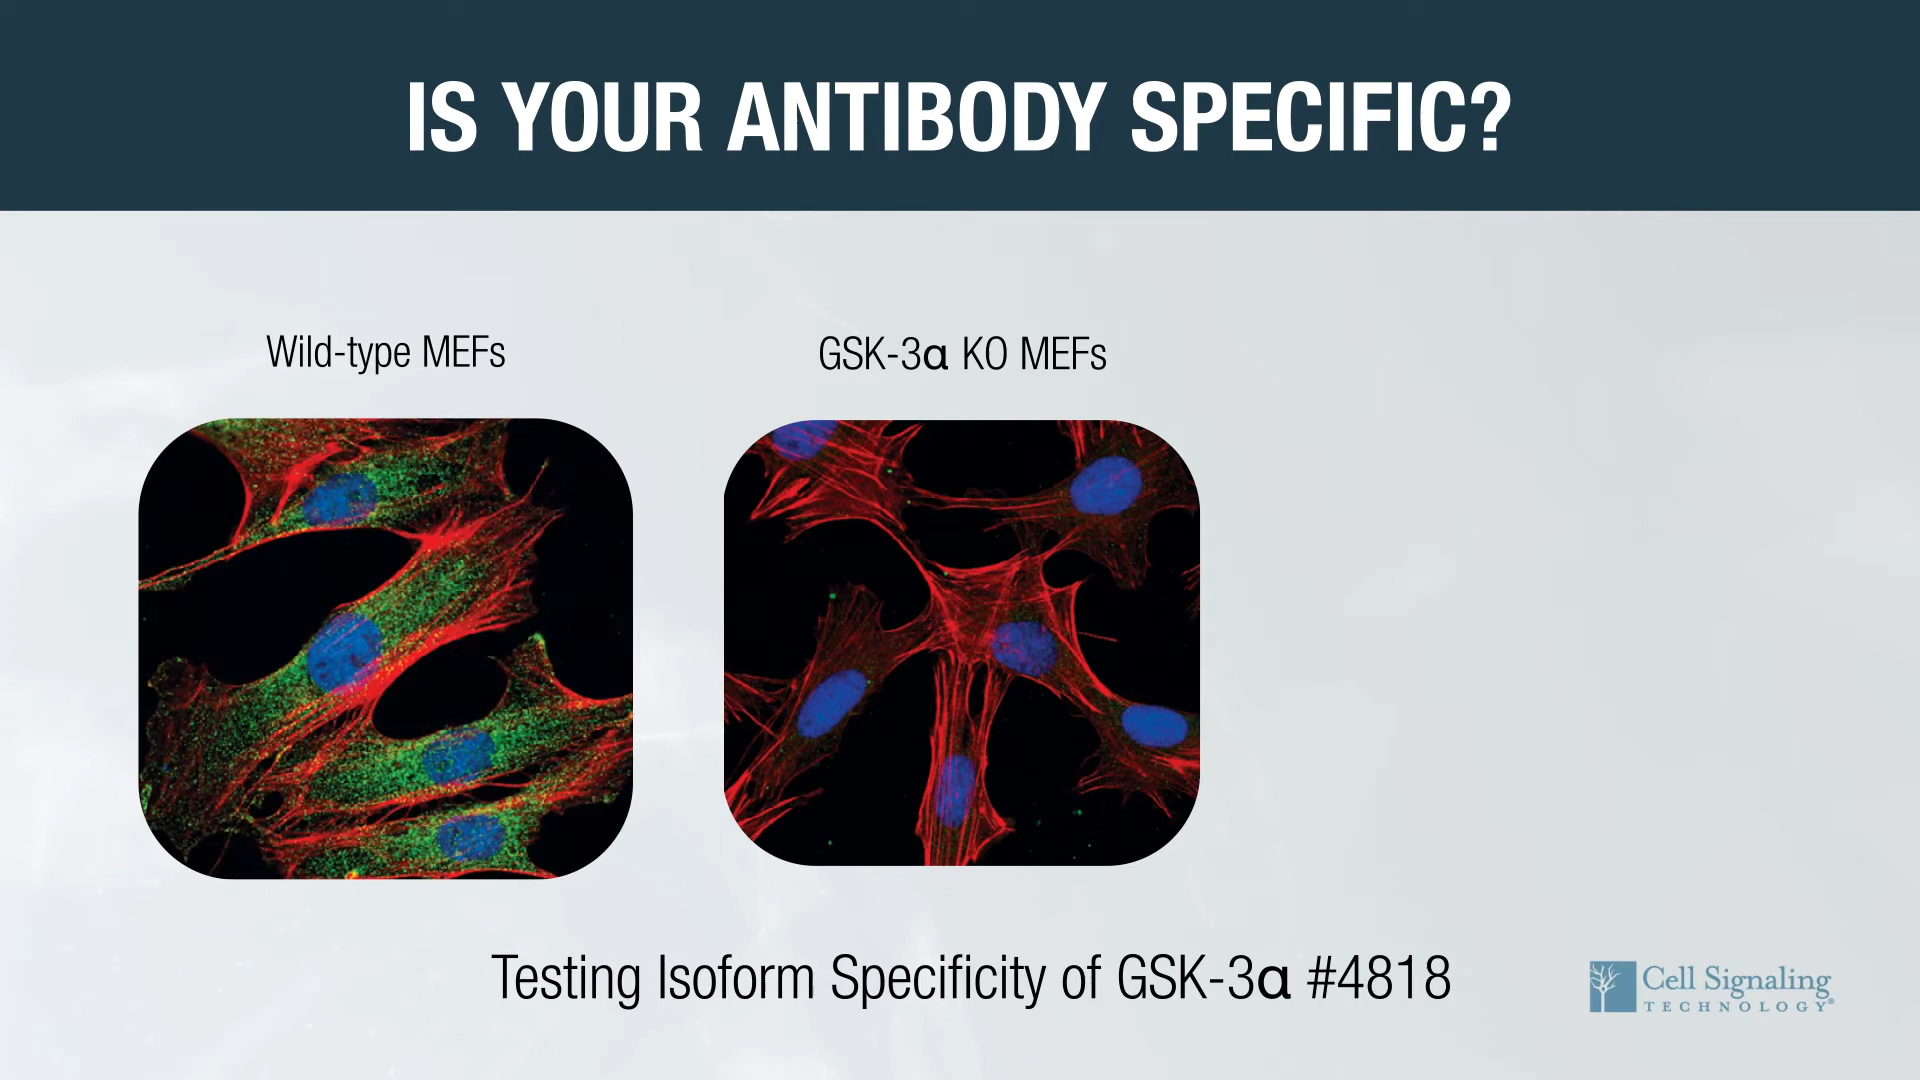 IS YOUR ANTIBODY SPECIFIC?
Wild-type MEFs
GSK-3α KO MEFs
Testing Isoform Specificity of GSK-3α #4818
Cell Signaling
TECHNOLOGY®